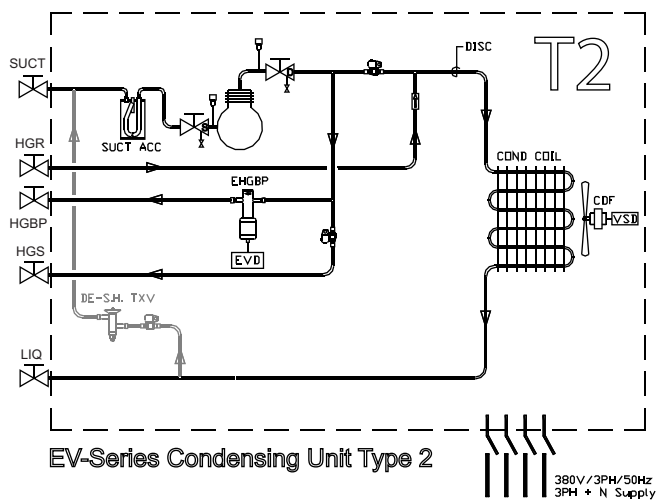 T2
DISC
SUCT
SUCT ACC
HGR
COND COIL
EHGBP
CDF
VSD
HGBP
EVD
HGS
DE-S.H. TXV
LIQ
EV-Series Condensing Unit Type 2
380V/3PH/50Hz
3PH + N Supply